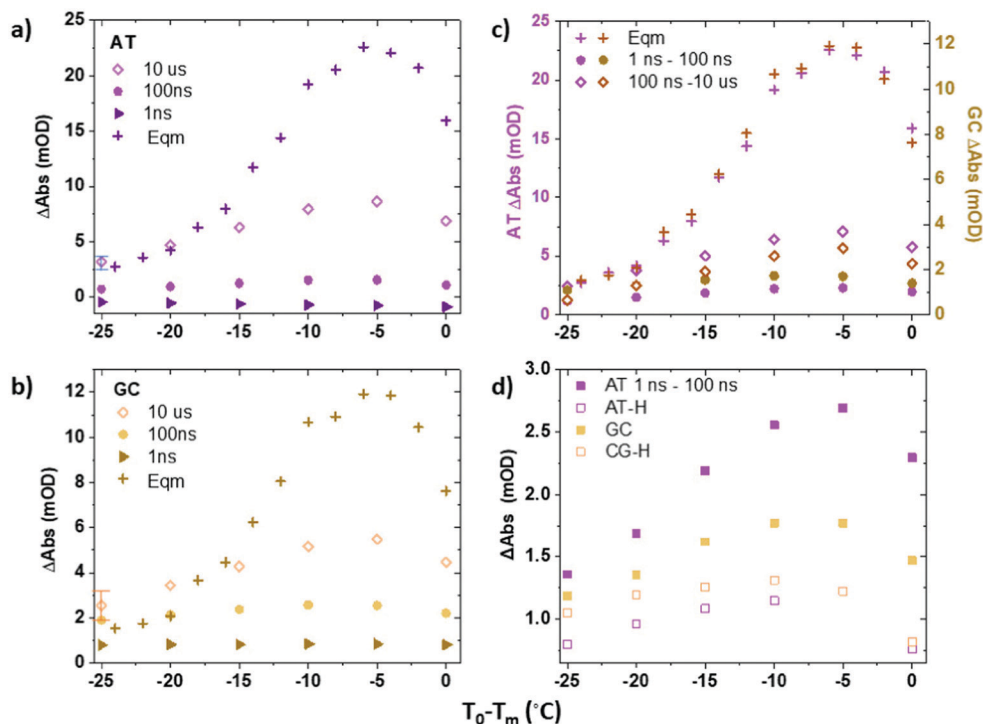 a)
AT
10 us
100ns
1ns
Eqm
ΔAbs (mOD)
25
20
15
10
5
0
-25 -20 -15 -10 -5 0
c)
Eqm
1 ns - 100 ns
100 ns -10 us
AT ΔAbs (mOD)
25
20
15
10
5
0
GC ΔAbs (mOD)
12
10
8
6
4
2
0
-25 -20 -15 -10 -5 0
b)
GC
10 us
100ns
1ns
Eqm
ΔAbs (mOD)
12
10
8
6
4
2
0
-25 -20 -15 -10 -5 0
d)
AT 1 ns - 100 ns
AT-H
GC
CG-H
ΔAbs (mOD)
3.0
2.5
2.0
1.5
1.0
-25 -20 -15 -10 -5 0
T0-Tm (°C)